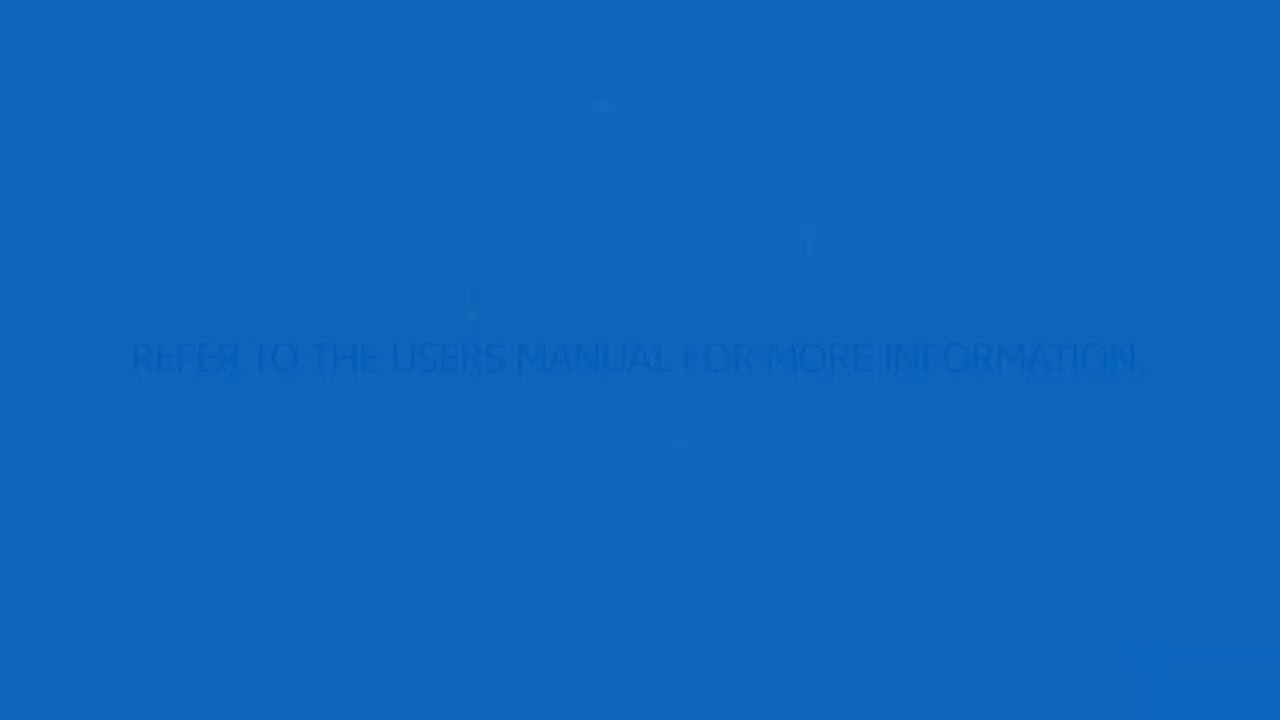 REFER TO THE USERS MANUAL FOR MORE INFORMATION.